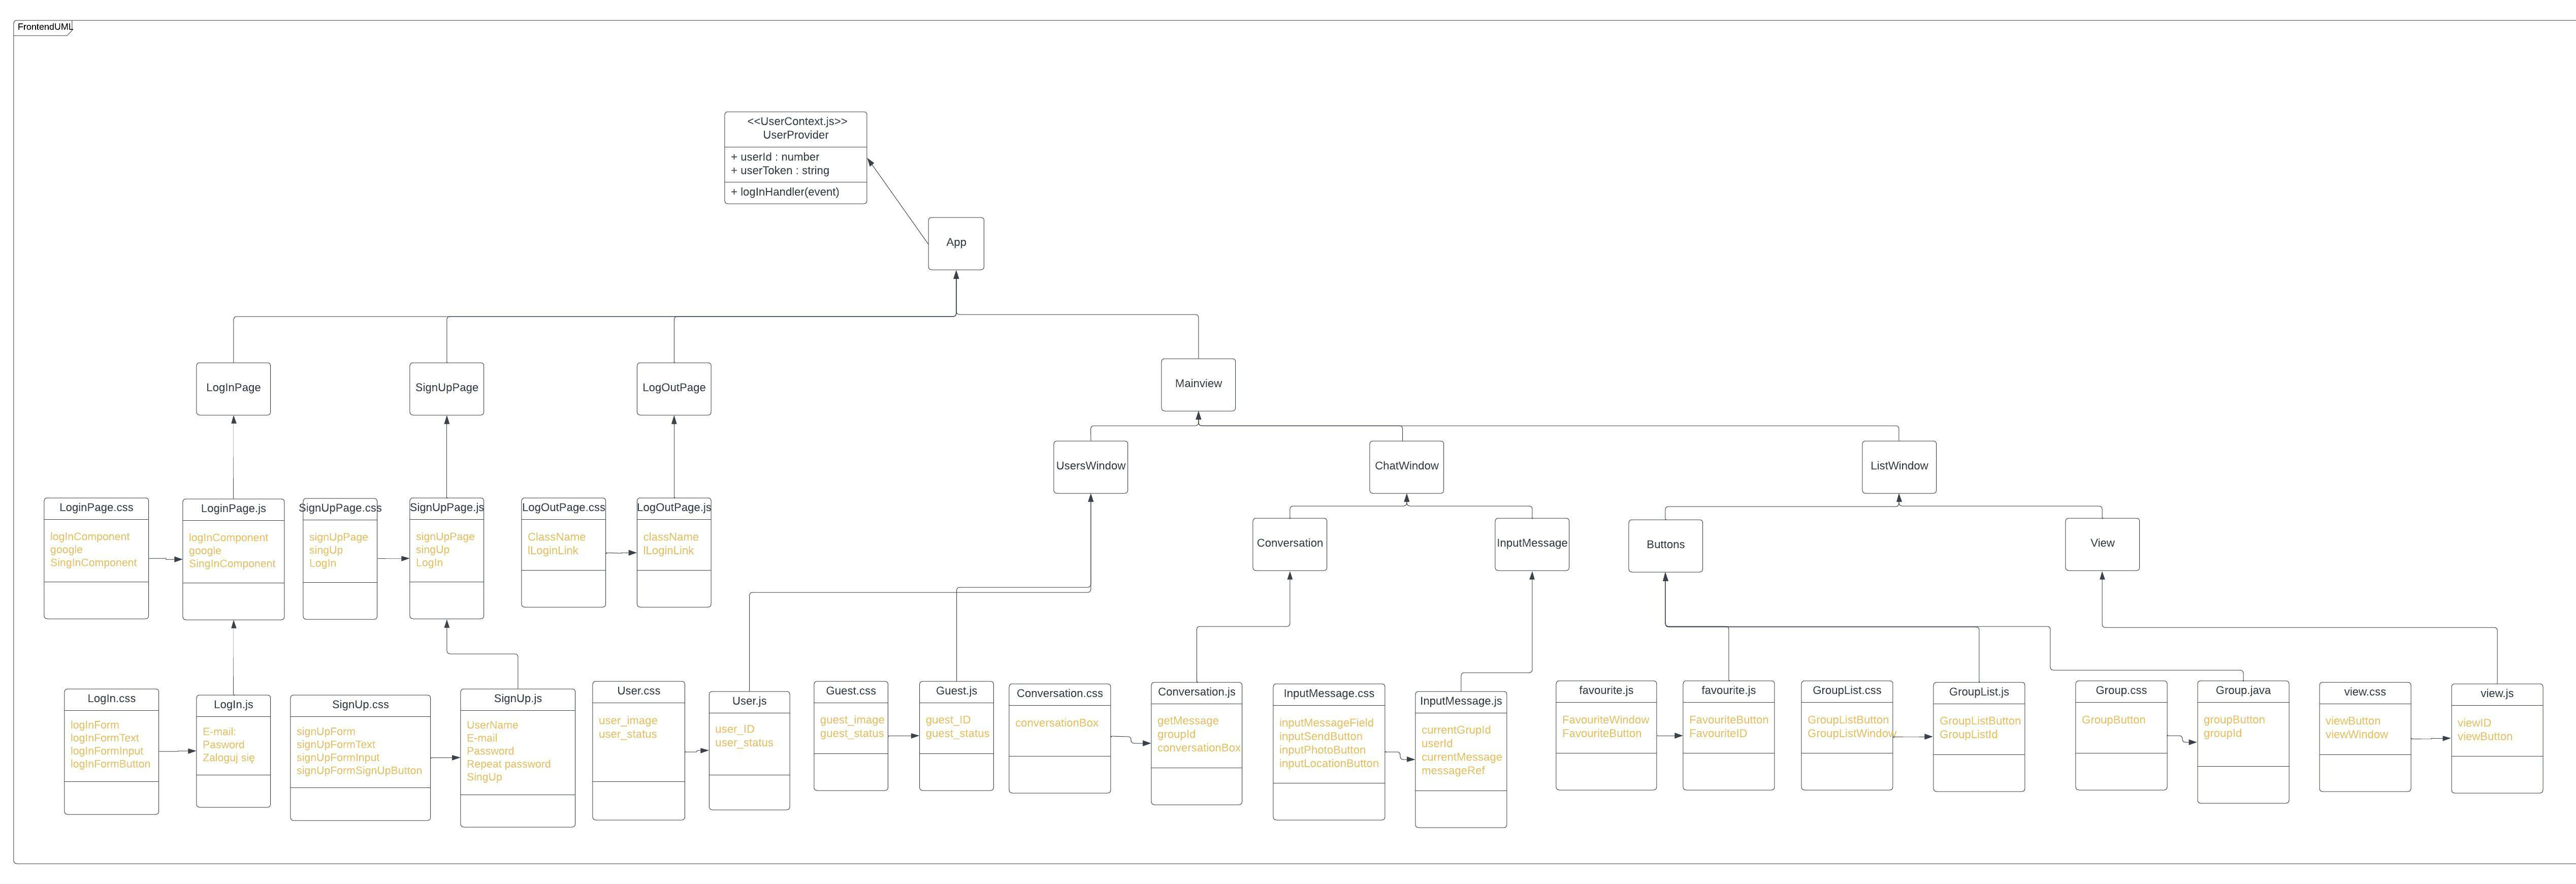 FrontendUML
<<UserContext.js>>
UserProvider
+ userId : number
+ userToken : string
+ logInHandler(event)
App
LogInPage
SignUpPage
LogOutPage
Mainview
UsersWindow
ChatWindow
ListWindow
Conversation
InputMessage
Buttons
View
LoginPage.css
logInComponent
google
SingInComponent
LoginPage.js
logInComponent
google
SingInComponent
SignUpPage.css
signUpPage
singUp
LogIn
SignUpPage.js
signUpPage
singUp
LogIn
LogOutPage.css
ClassName
lLoginLink
LogOutPage.js
className
lLoginLink
LogIn.css
logInForm
logInFormText
logInFormInput
logInFormButton
LogIn.js
E-mail:
Pasword
Zaloguj się
SignUp.css
signUpForm
signUpFormText
signUpFormInput
signUpFormSignUpButton
SignUp.js
UserName
E-mail
Password
Repeat password
SingUp
User.css
user_image
user_status
User.js
user_ID
user_status
Guest.css
guest_image
guest_status
Guest.js
guest_ID
guest_status
Conversation.css
conversationBox
Conversation.js
getMessage
groupId
conversationBox
InputMessage.css
inputMessageField
inputSendButton
inputPhotoButton
inputLocationButton
InputMessage.js
currentGrupId
userId
currentMessage
messageRef
favourite.js
FavouriteWindow
FavouriteButton
favourite.js
FavouriteButton
FavouriteID
GroupList.css
GroupListButton
GroupListWindow
GroupList.js
GroupListButton
GroupListId
Group.css
GroupButton
Group.java
groupButton
groupId
view.css
viewButton
viewWindow
view.js
viewID
viewButton